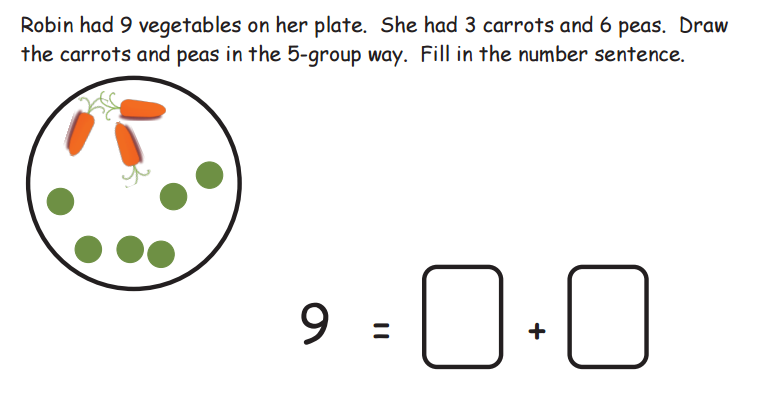 Robin had 9 vegetables on her plate. She had 3 carrots and 6 peas. Draw
the carrots and peas in the 5-group way. Fill in the number sentence.
9 = +